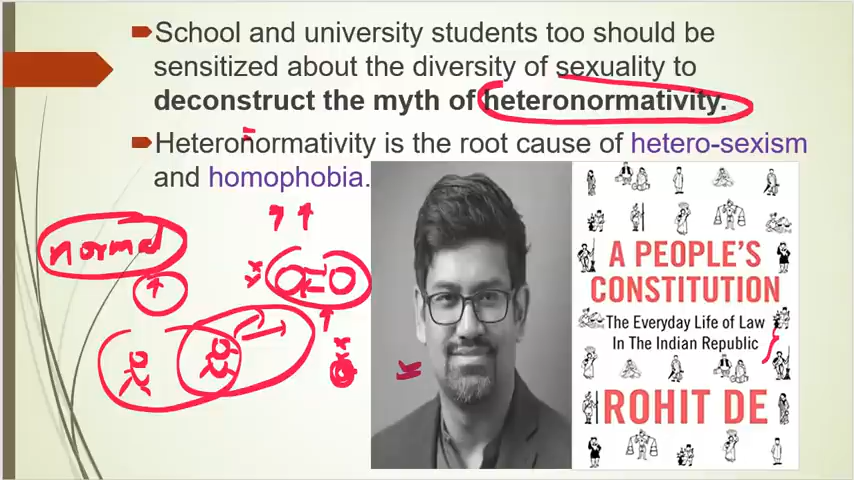 School and university students too should be
sensitized about the diversity of sexuality to
deconstruct the myth of heteronormativity.
Heteronormativity is the root cause of hetero-sexism
and homophobia.
normal
A PEOPLE'S
CONSTITUTION
The Everyday Life of Law
In The Indian Republic
ROHIT DE